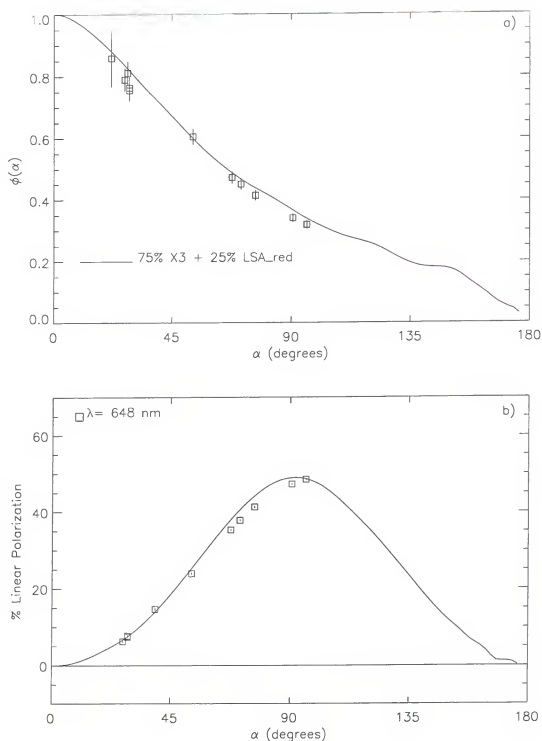 1.0
a)
0.8
0.6
φ(α)
0.4
75% X3 + 25% LSA_red
0.2
0.0
0 45 90 135 180
α (degrees)
λ= 648 nm
b)
60
40
% Linear Polarization
20
0
0 45 90 135 180
α (degrees)